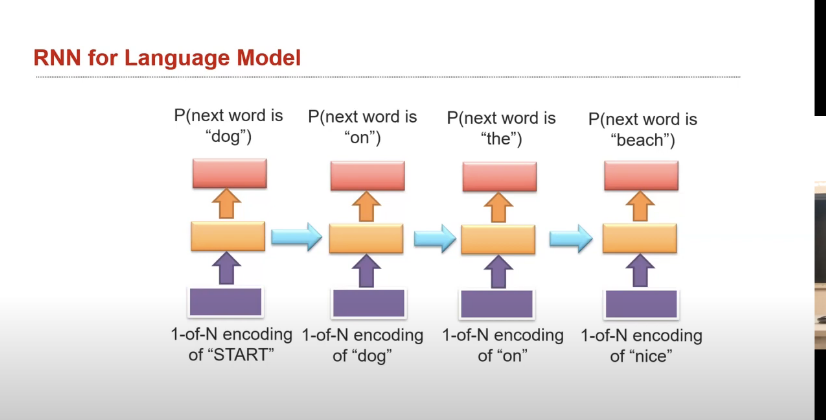 RNN for Language Model
P(next word is
"dog")
P(next word is
"on")
P(next word is
"the")
P(next word is
"beach")
1-of-N encoding
of "START"
1-of-N encoding
of "dog"
1-of-N encoding
of "on"
1-of-N encoding
of "nice"